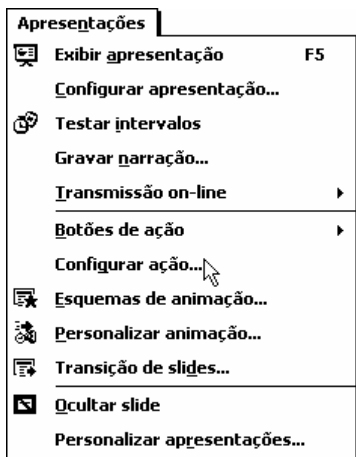 Apresentações
Exibir apresentação F5
Configurar apresentação...
Testar intervalos
Gravar narração...
Transmissão on-line
Botões de ação
Configurar ação...
Esquemas de animação...
Personalizar animação...
Transição de slides...
Ocultar slide
Personalizar apresentações...